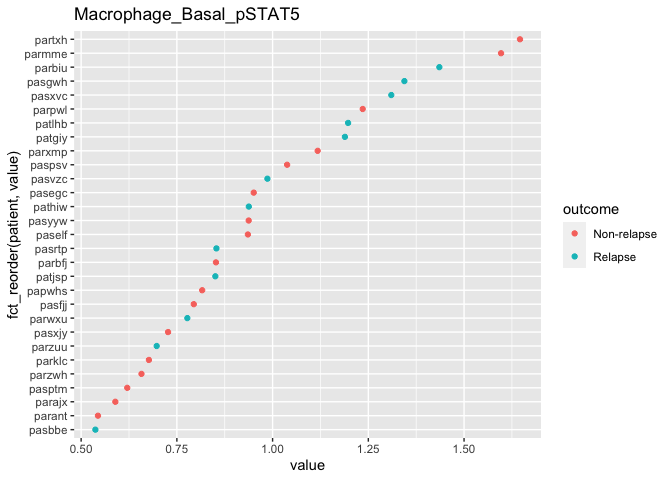 Macrophage_Basal_pSTAT5
fct_reorder(patient, value)
partxh
parmme
parbiu
pasgwh
pasxvc
parpwl
patlhb
patgiy
parxmp
paspsv
pasvzc
pasegc
pathiw
pasyyw
paself
pasrtp
parbfj
patjsp
papwhs
pasfjj
parwxu
pasxjy
parzuu
parklc
parzwh
pasptm
parajx
parant
pasbbe
0.50 0.75 1.00 1.25 1.50
value
outcome
Non-relapse
Relapse